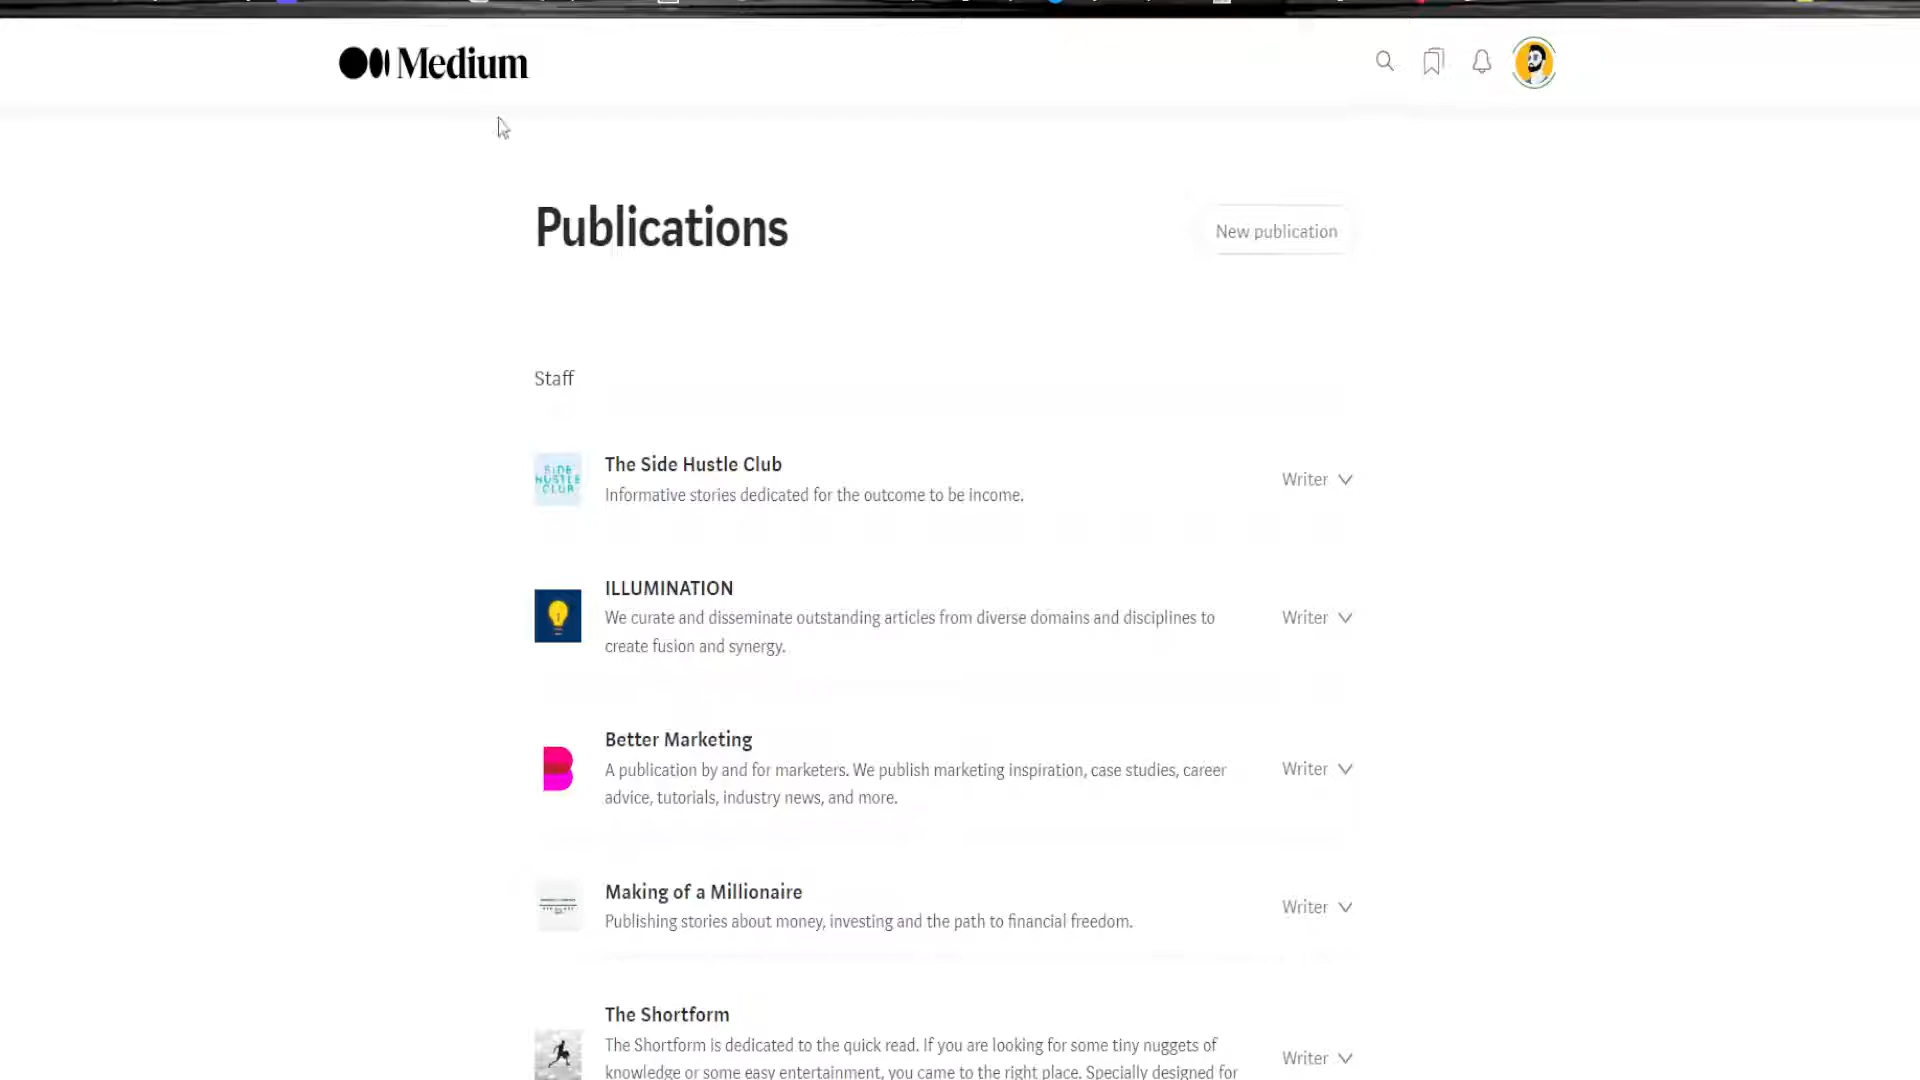 Medium
Publications
New publication
Staff
SIDE
HUSTLE
CLUB
The Side Hustle Club
Informative stories dedicated for the outcome to be income.
Writer
ILLUMINATION
We curate and disseminate outstanding articles from diverse domains and disciplines to
create fusion and synergy.
Writer
Better Marketing
A publication by and for marketers. We publish marketing inspiration, case studies, career
advice, tutorials, industry news, and more.
Writer
Making of a Millionaire
Publishing stories about money, investing and the path to financial freedom.
Writer
The Shortform
The Shortform is dedicated to the quick read. If you are looking for some tiny nuggets of
knowledge or some easy entertainment, you came to the right place. Specially designed for
Writer